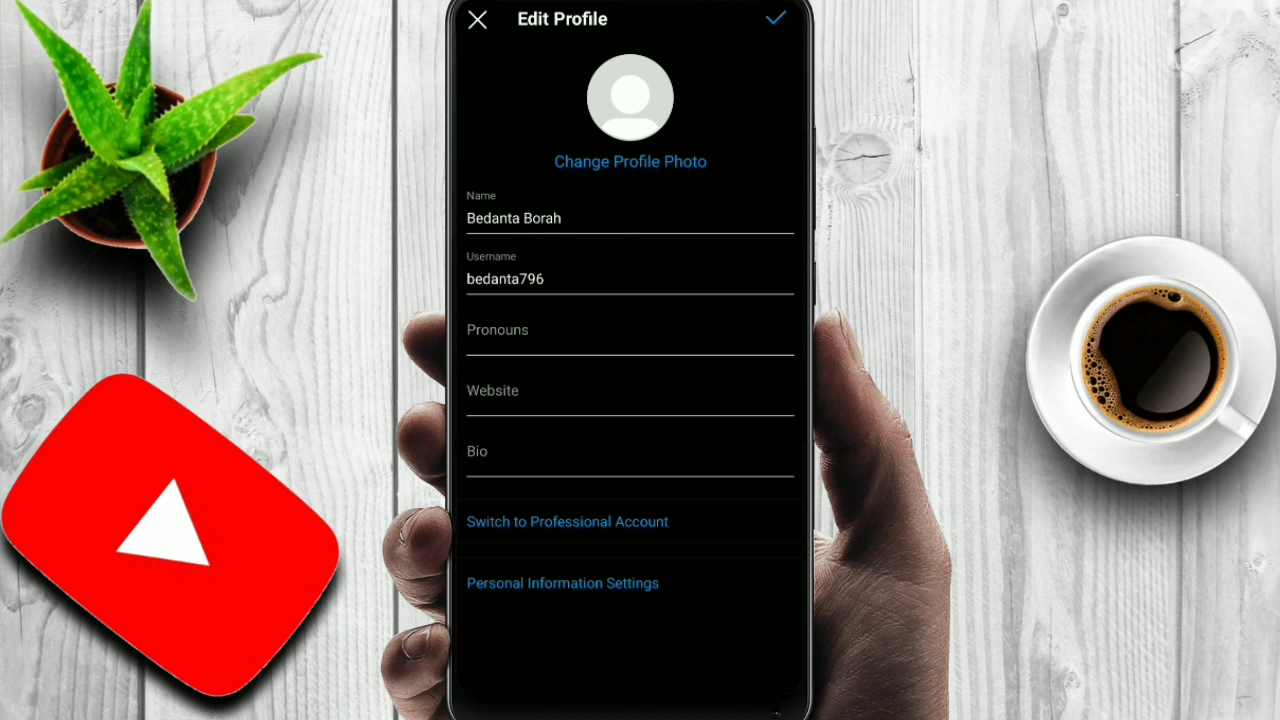 Edit Profile
Change Profile Photo
Name
Bedanta Borah
Username
bedanta796
Pronouns
Website
Bio
Switch to Professional Account
Personal Information Settings